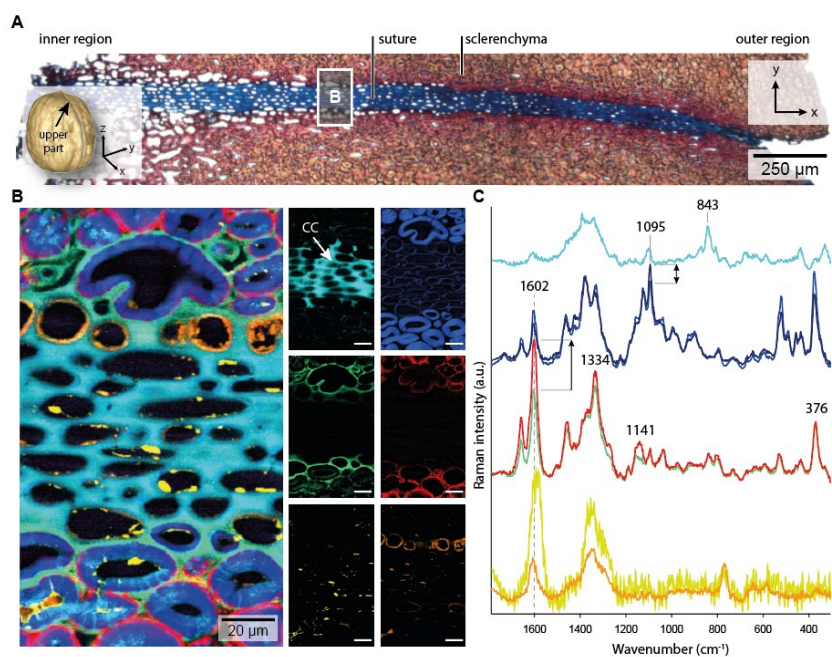 A
inner region
suture
sclerenchyma
outer region
B
y
x
upper
part
z
y
x
250 µm
B
CC
20 µm
C
843
1095
1602
1334
1141
376
Raman intensity (a.u.)
1600 1400 1200 1000 800 600 400
Wavenumber (cm⁻¹)